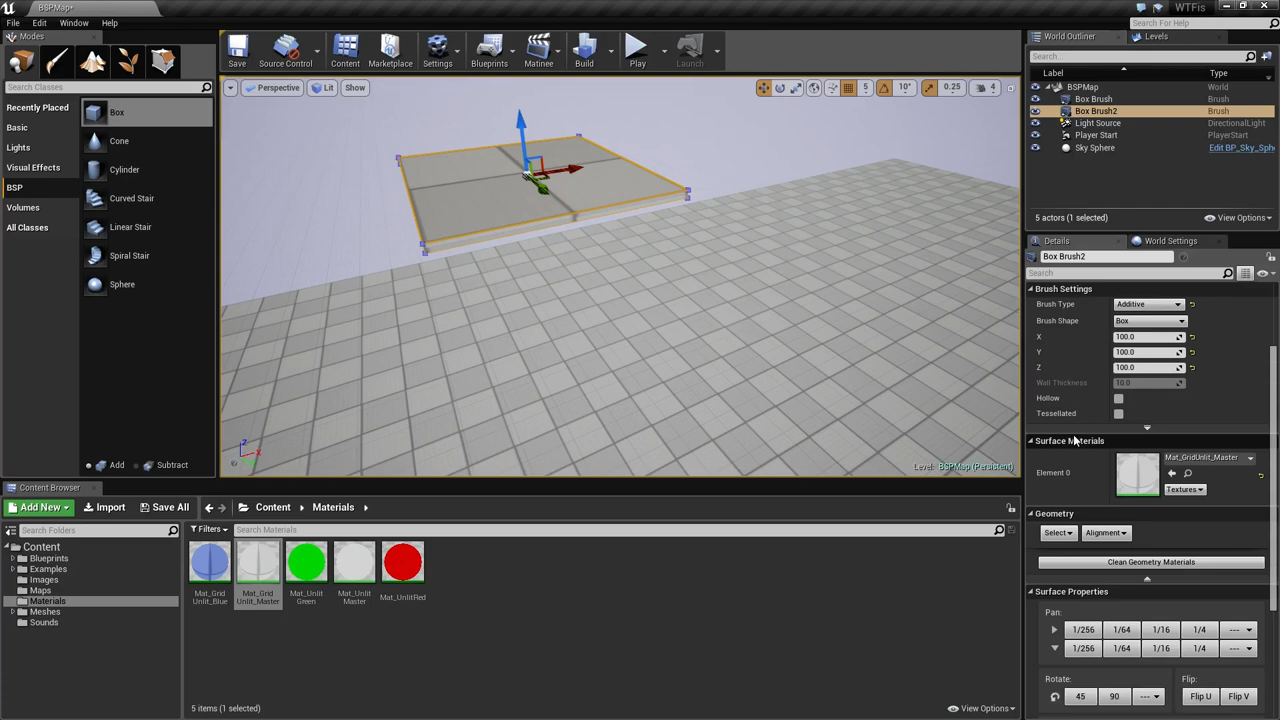 BSPMap*
WTFis
File Edit Window Help
Search For Help
Modes
Search Classes
Recently Placed
Basic
Lights
Visual Effects
BSP
Volumes
All Classes
Box
Cone
Cylinder
Curved Stair
Linear Stair
Spiral Stair
Sphere
Add Subtract
Save Source Control Content Marketplace Settings Blueprints Matinee Build Play Launch
Perspective Lit Show
5 10° 0.25 4
Z
X
Level: BSPMap (Persistent)
World Outliner Levels
Search...
Label Type
BSPMap World
Box Brush Brush
Box Brush2 Brush
Light Source DirectionalLight
Player Start PlayerStart
Sky Sphere Edit BP_Sky_Sph
5 actors (1 selected) View Options
Details World Settings
Box Brush2
Search
Brush Settings
Brush Type Additive
Brush Shape Box
X 100.0
Y 100.0
Z 100.0
Wall Thickness 10.0
Hollow
Tessellated
Surface Materials
Element 0 Mat_GridUnlit_Master
Textures
Geometry
Select Alignment
Clean Geometry Materials
Surface Properties
Pan:
1/256 1/64 1/16 1/4 ---
1/256 1/64 1/16 1/4 ---
Rotate: Flip:
45 90 --- Flip U Flip V
Content Browser
Add New Import Save All Content Materials
Search Folders
Filters Search Materials
Content
Blueprints
Examples
Images
Maps
Materials
Meshes
Sounds
Mat_Grid
Unlit_Blue
Mat_Grid
Unlit_Master
Mat_Unlit
Green
Mat_Unlit
Master
Mat_UnlitRed
5 items (1 selected) View Options